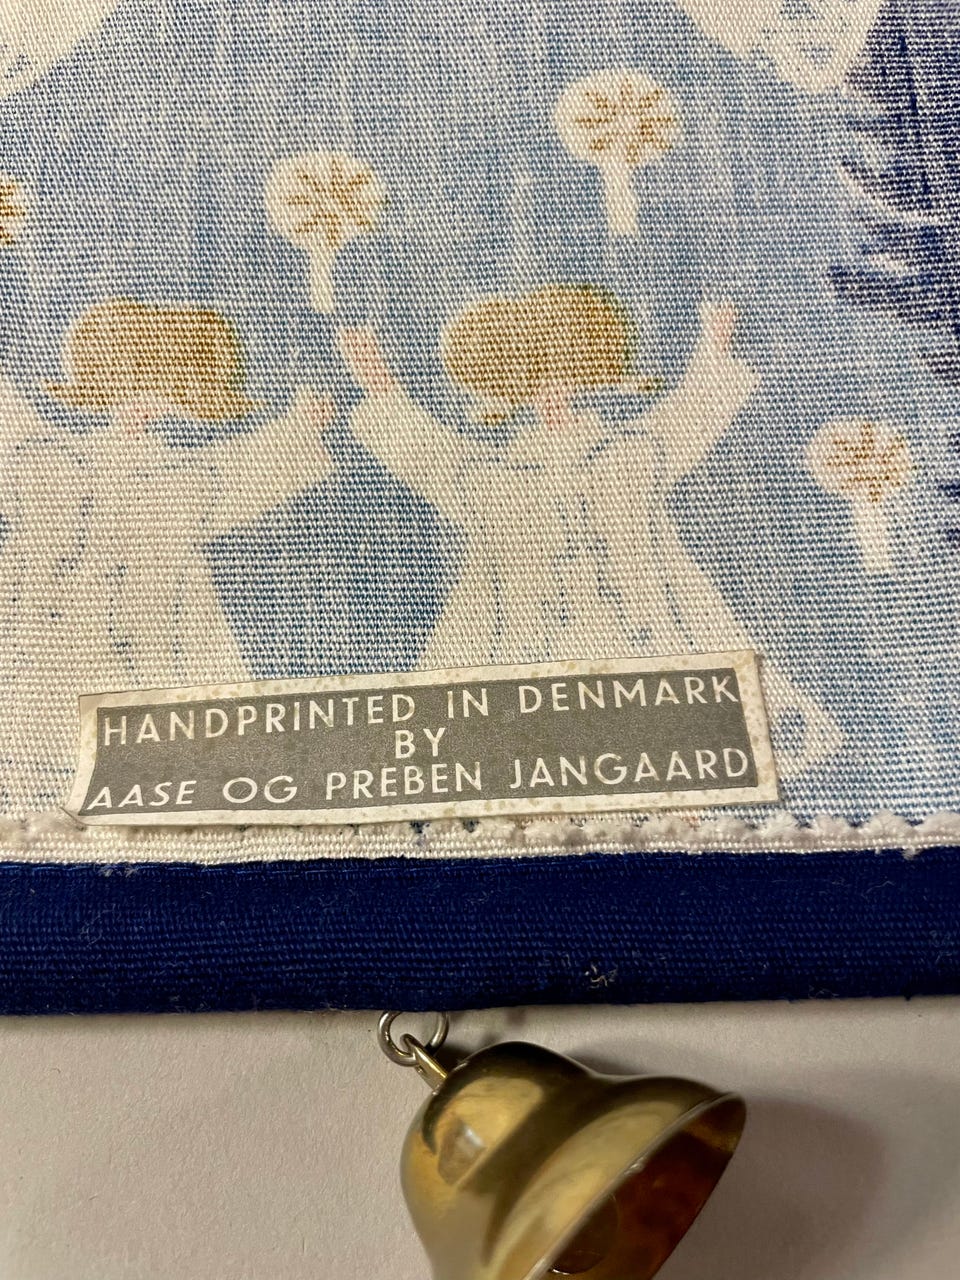 HANDPRINTED IN DENMARK
BY
AASE OG PREBEN JANGAARD